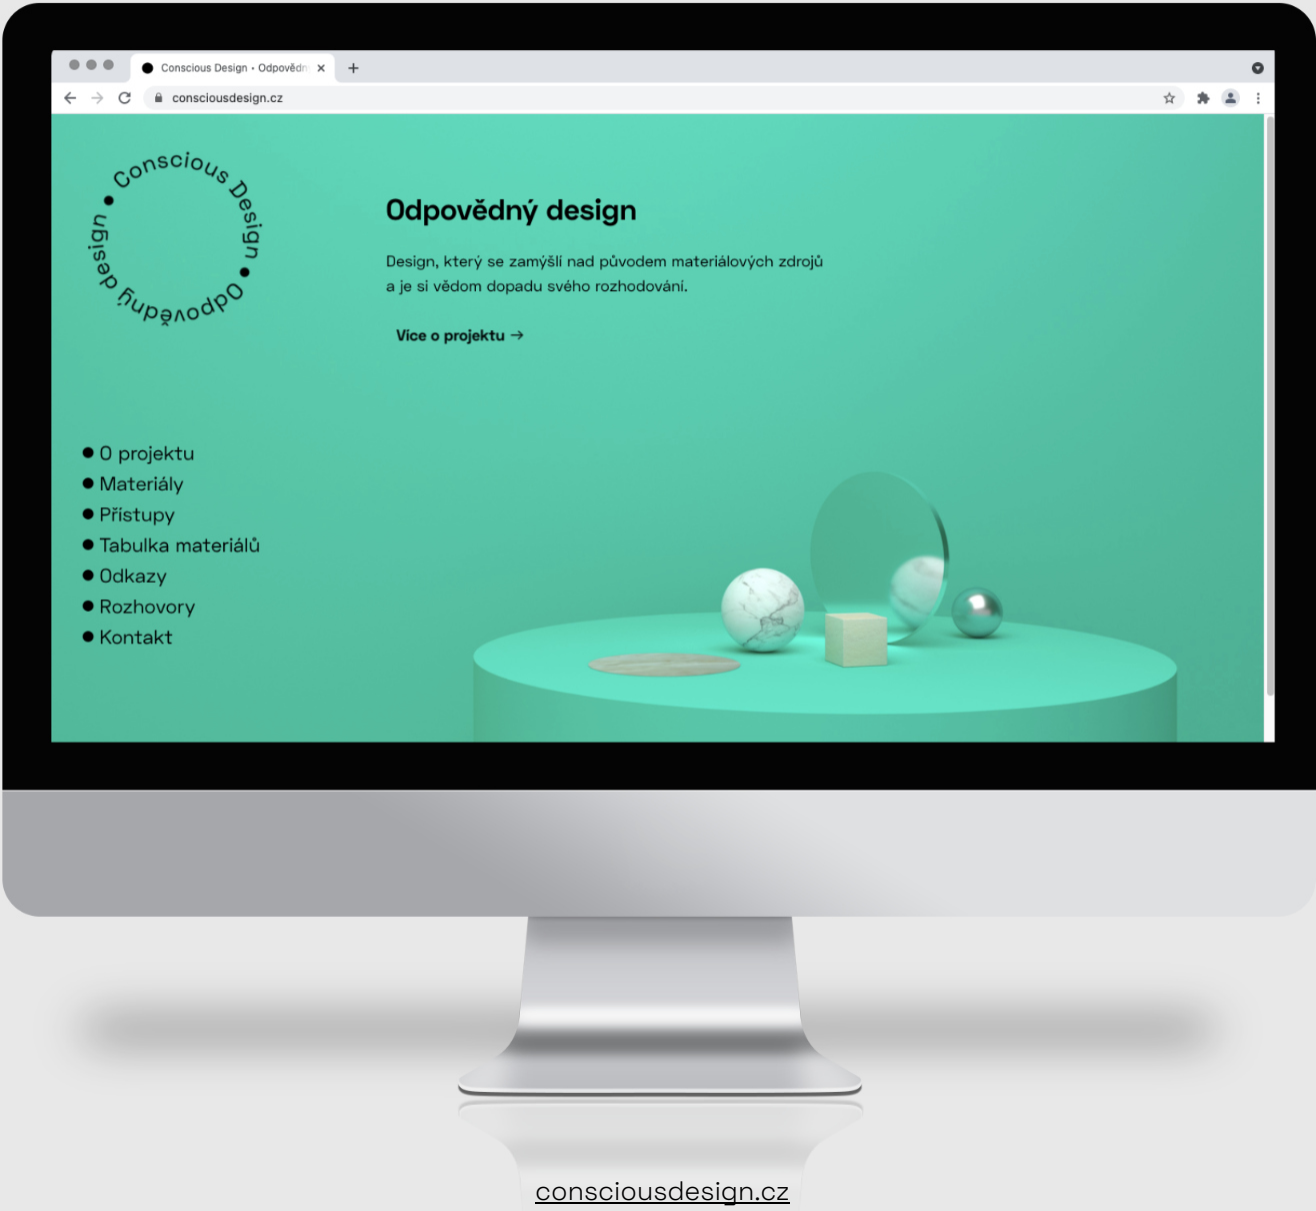 Conscious Design • Odpovědn
consciousdesign.cz
Conscious Design • Odpovědný design •
Odpovědný design
Design, který se zamýšlí nad původem materiálových zdrojů
a je si vědom dopadu svého rozhodování.
Více o projektu →
● O projektu
● Materiály
● Přístupy
● Tabulka materiálů
● Odkazy
● Rozhovory
● Kontakt
consciousdesign.cz